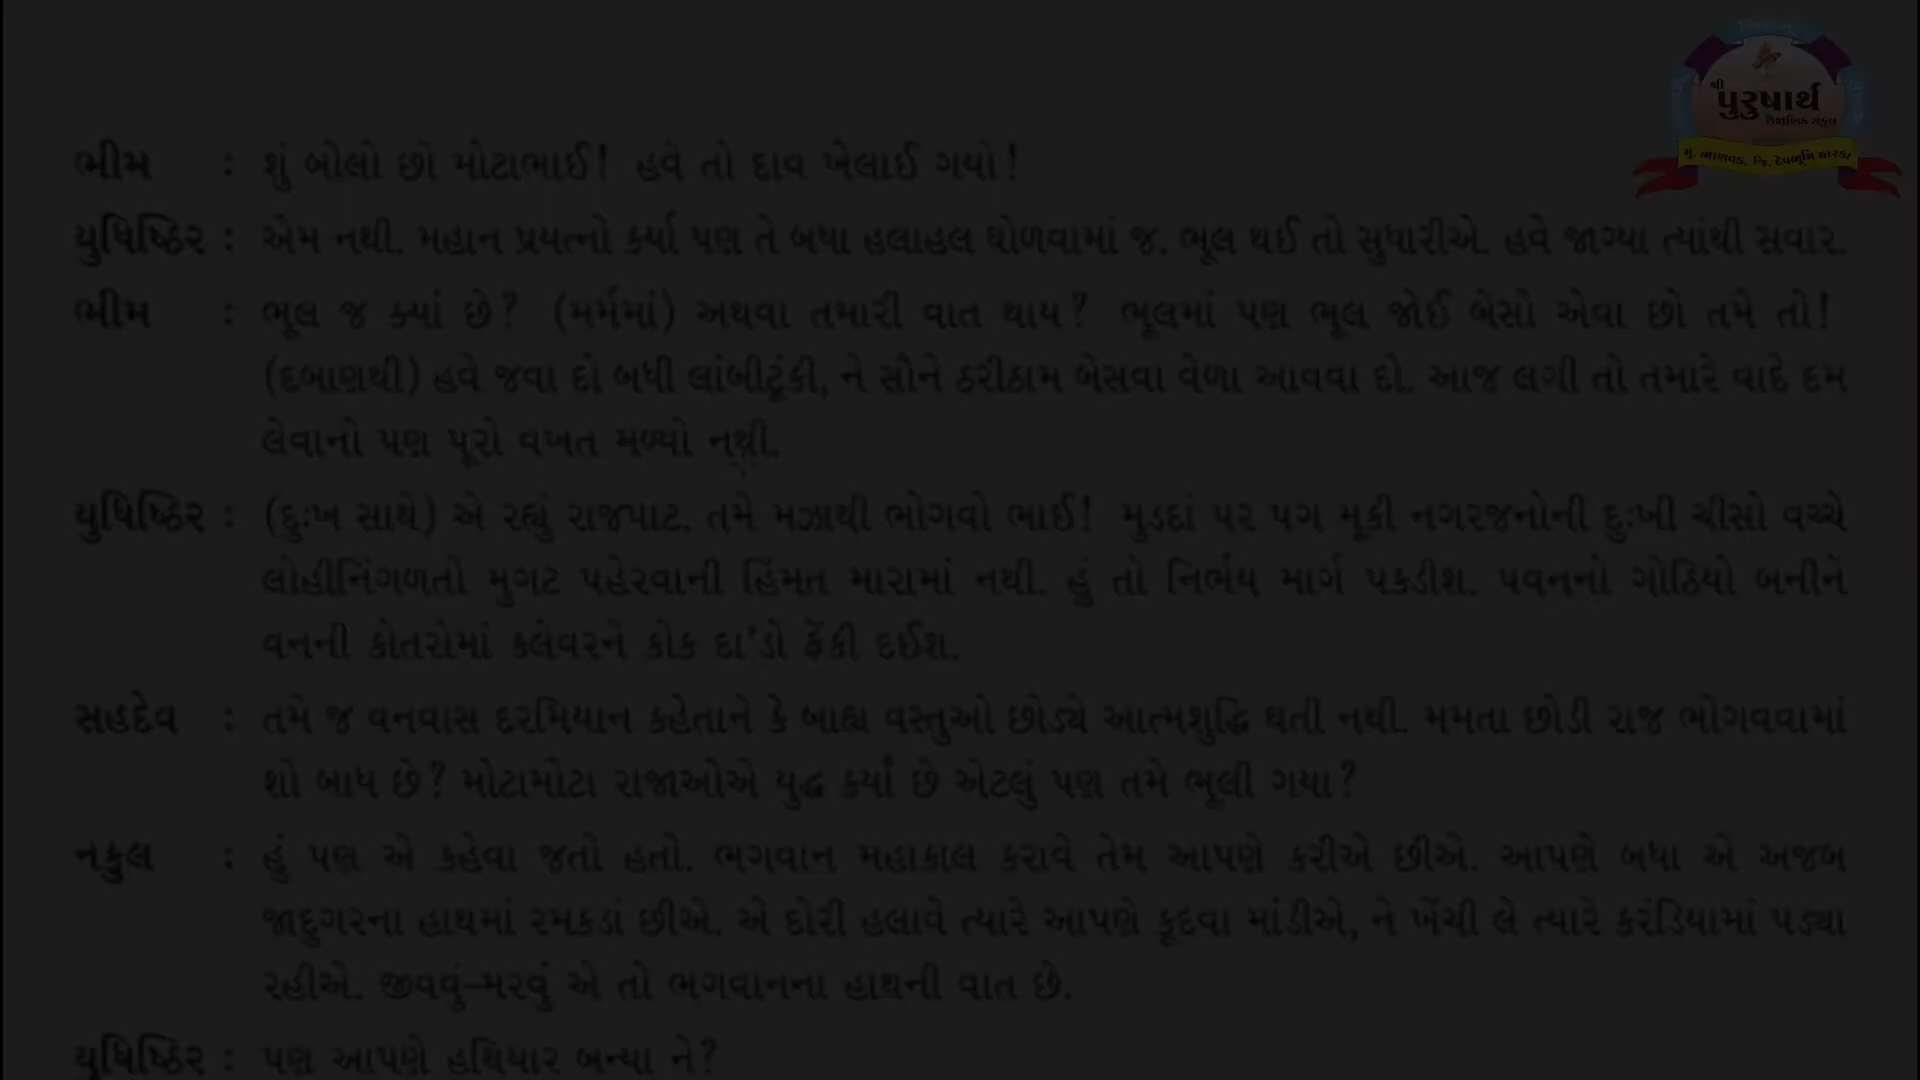 શ્રી
પુરુષાર્થ
શૈક્ષણિક સંકુલ
મું. ભાણવડ, જિ. દેવભૂમિ દ્વારકા
ભીમ : શું બોલો છો મોટાભાઈ! હવે તો દાવ ખેલાઈ ગયો!
યુધિષ્ઠિર : એમ નથી. મહાન પ્રયત્નો કર્યા પણ તે બધા હલાહલ ઘોળવામાં જ. ભૂલ થઈ તો સુધારીએ. હવે જાગ્યા ત્યાંથી સવાર.
ભીમ : ભૂલ જ ક્યાં છે? (મર્મમાં) અથવા તમારી વાત થાય? ભૂલમાં પણ ભૂલ જોઈ બેસો એવા છો તમે તો!
(દબાણથી) હવે જવા દો બધી લાંબીટૂંકી, ને સૌને ઠરીઠામ બેસવા વેળા આવવા દો. આજ લગી તો તમારે વાદે દમ
લેવાનો પણ પૂરો વખત મળ્યો નથી.
યુધિષ્ઠિર : (દુઃખ સાથે) એ રહ્યું રાજપાટ. તમે મઝાથી ભોગવો ભાઈ! મુડદાં પર પગ મૂકી નગરજનોની દુઃખી ચીસો વચ્ચે
લોહીનિંગળતો મુગટ પહેરવાની હિંમત મારામાં નથી. હું તો નિર્ભય માર્ગ પકડીશ. પવનનો ગોઠિયો બનીને
વનની કોતરોમાં કલેવરને કોક દા'ડો ફેંકી દઈશ.
સહદેવ : તમે જ વનવાસ દરમિયાન કહેતાને કે બાહ્ય વસ્તુઓ છોડ્યે આત્મશુદ્ધિ થતી નથી. મમતા છોડી રાજ ભોગવવામાં
શો બાધ છે? મોટામોટા રાજાઓએ યુદ્ધ કર્યાં છે એટલું પણ તમે ભૂલી ગયા?
નકુલ : હું પણ એ કહેવા જતો હતો. ભગવાન મહાકાલ કરાવે તેમ આપણે કરીએ છીએ. આપણે બધા એ અજબ
જાદુગરના હાથમાં રમકડાં છીએ. એ દોરી હલાવે ત્યારે આપણે કૂદવા માંડીએ, ને ખેંચી લે ત્યારે કરંડિયામાં પડ્યા
રહીએ. જીવવું-મરવું એ તો ભગવાનના હાથની વાત છે.
યુધિષ્ઠિર : પણ આપણે હથિયાર બન્યા ને?